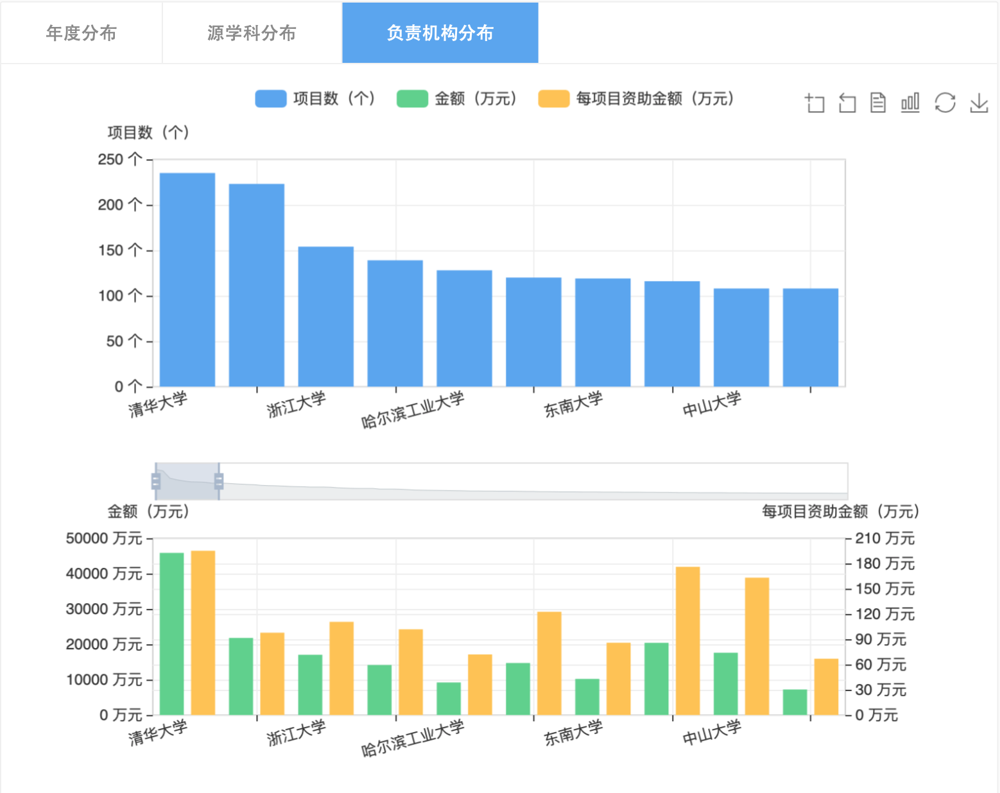 年度分布 源学科分布 负责机构分布
项目数（个） 金额（万元） 每项目资助金额（万元）
项目数（个）
250 个
200 个
150 个
100 个
50 个
0 个
清华大学 浙江大学 哈尔滨工业大学 东南大学 中山大学
金额（万元） 每项目资助金额（万元）
50000 万元 210 万元
40000 万元 180 万元
30000 万元 150 万元
20000 万元 120 万元
10000 万元 90 万元
0 万元 60 万元
30 万元
0 万元
清华大学 浙江大学 哈尔滨工业大学 东南大学 中山大学